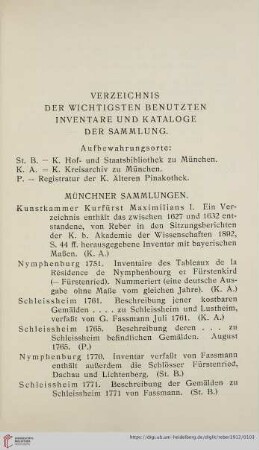 VERZEICHNIS
DER WICHTIGSTEN BENUTZTEN
INVENTARE UND KATALOGE
DER SAMMLUNG.
Aufbewahrungsorte:
St. B. — K. Hof- und Staatsbibliothek zu München.
K. A. — K. Kreisarchiv zu München.
P. — Registratur der K. Älteren Pinakothek.
MÜNCHNER SAMMLUNGEN.
Kunstkammer Kurfürst Maximilians I. Ein Ver-
zeichnis enthält das zwischen 1627 und 1632 ent-
standene, von Reber in den Sitzungsberichten
der K. b. Akademie der Wissenschaften 1892,
S. 44 ff. herausgegebene Inventar mit bayerischen
Maßen. (K. A.)
Nymphenburg 1751. Inventaire des Tableaux de la
Résidence de Nymphenbourg et Fürstenkird
(— Fürstenried). Nummeriert (eine deutsche Aus-
gabe ohne Maße vom gleichen Jahre). (K. A.)
Schleissheim 1761. Beschreibung jener kostbaren
Gemälden . . . . zu Schleissheim und Lustheim,
verfaßt von G. Fassmann Juli 1761. (K. A.)
Schleissheim 1765. Beschreibung deren . . . zu
Schleissheim befindlichen Gemälden. August
1765. (P.)
Nymphenburg 1770. Inventar verfaßt von Fassmann
enthält außerdem die Schlösser Fürstenried,
Dachau und Lichtenberg. (St. B.)
Schleissheim 1771. Beschreibung der Gemälden zu
Schleissheim 1771 von Fassmann. (St. B.)